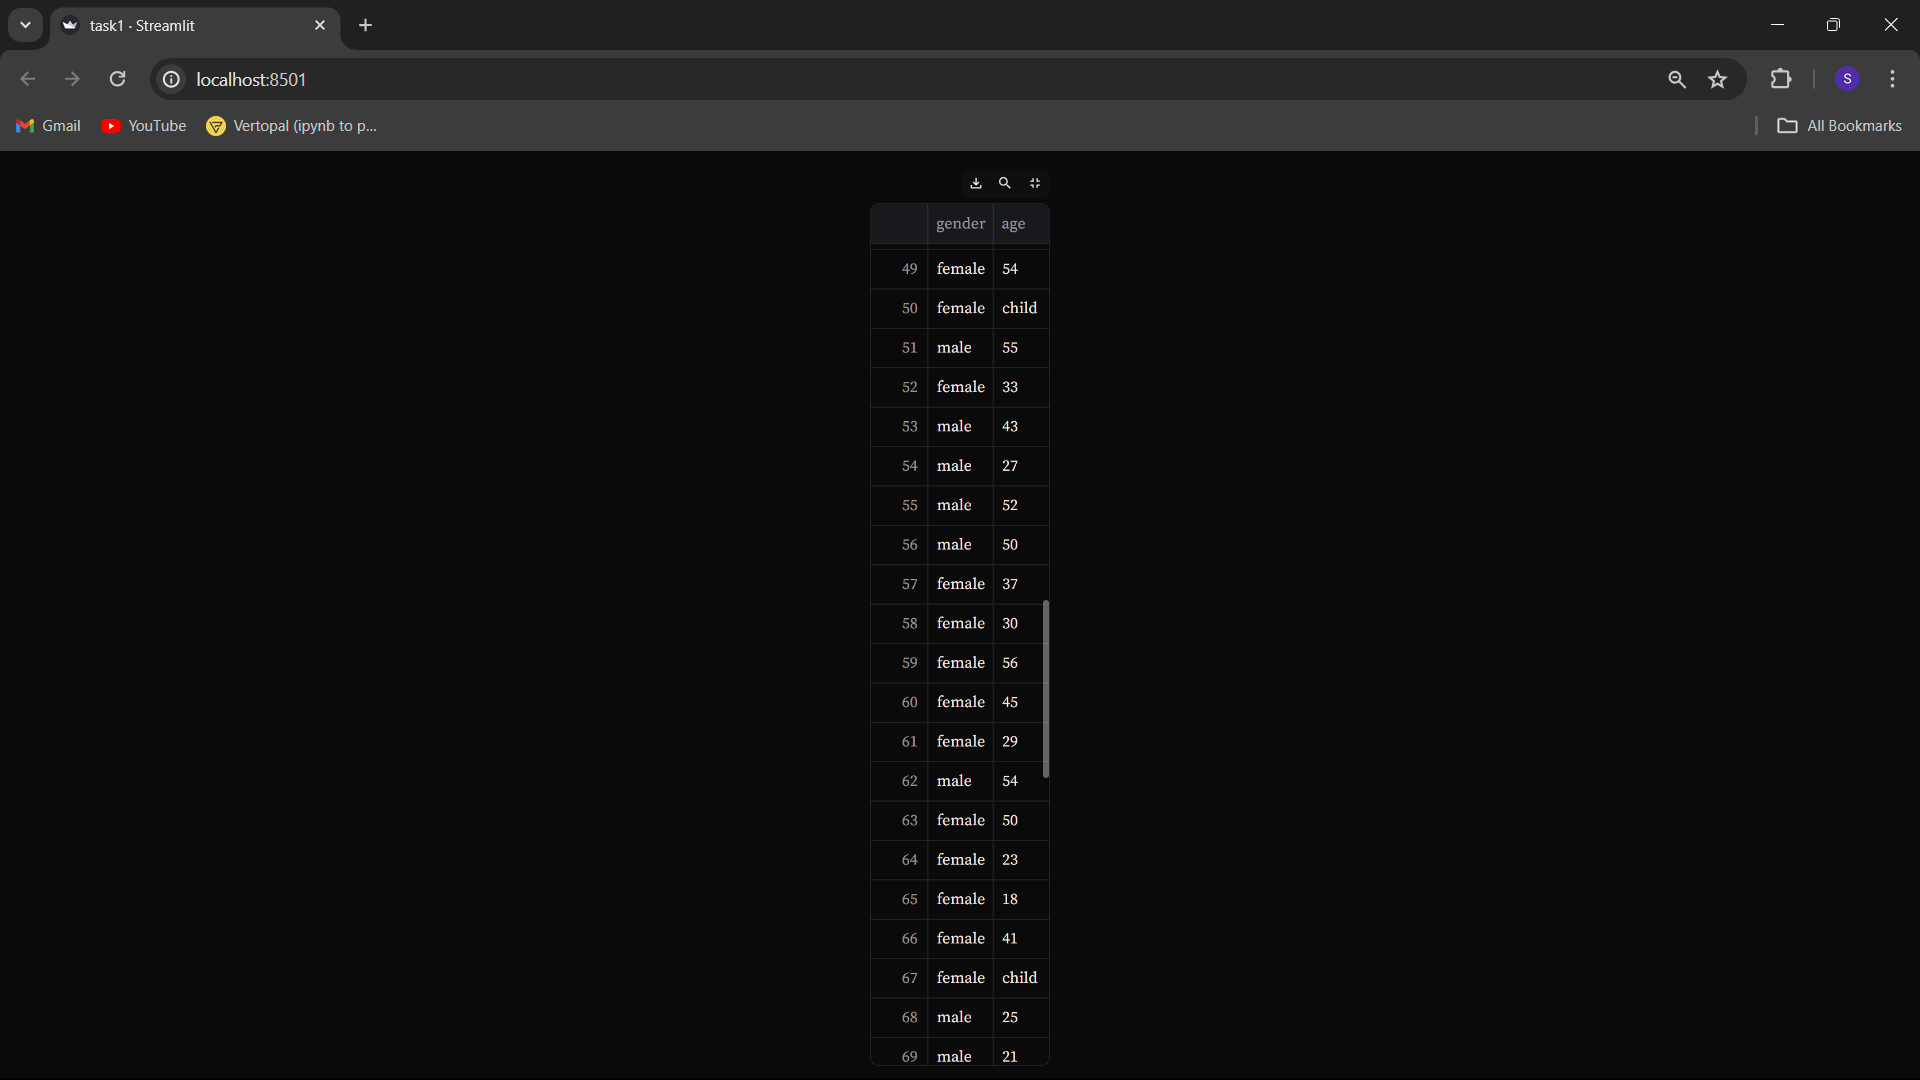 task1 · Streamlit
localhost:8501
S
Gmail YouTube Vertopal (ipynb to p... All Bookmarks
gender age
49 female 54
50 female child
51 male 55
52 female 33
53 male 43
54 male 27
55 male 52
56 male 50
57 female 37
58 female 30
59 female 56
60 female 45
61 female 29
62 male 54
63 female 50
64 female 23
65 female 18
66 female 41
67 female child
68 male 25
69 male 21